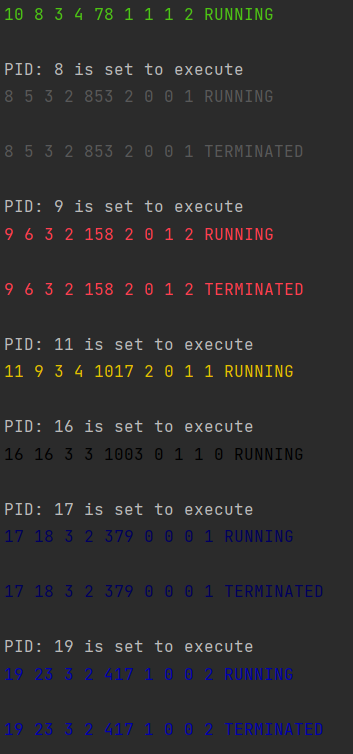 10 8 3 4 78 1 1 1 2 RUNNING
PID: 8 is set to execute
8 5 3 2 853 2 0 0 1 RUNNING
8 5 3 2 853 2 0 0 1 TERMINATED
PID: 9 is set to execute
9 6 3 2 158 2 0 1 2 RUNNING
9 6 3 2 158 2 0 1 2 TERMINATED
PID: 11 is set to execute
11 9 3 4 1017 2 0 1 1 RUNNING
PID: 16 is set to execute
16 16 3 3 1003 0 1 1 0 RUNNING
PID: 17 is set to execute
17 18 3 2 379 0 0 0 1 RUNNING
17 18 3 2 379 0 0 0 1 TERMINATED
PID: 19 is set to execute
19 23 3 2 417 1 0 0 2 RUNNING
19 23 3 2 417 1 0 0 2 TERMINATED